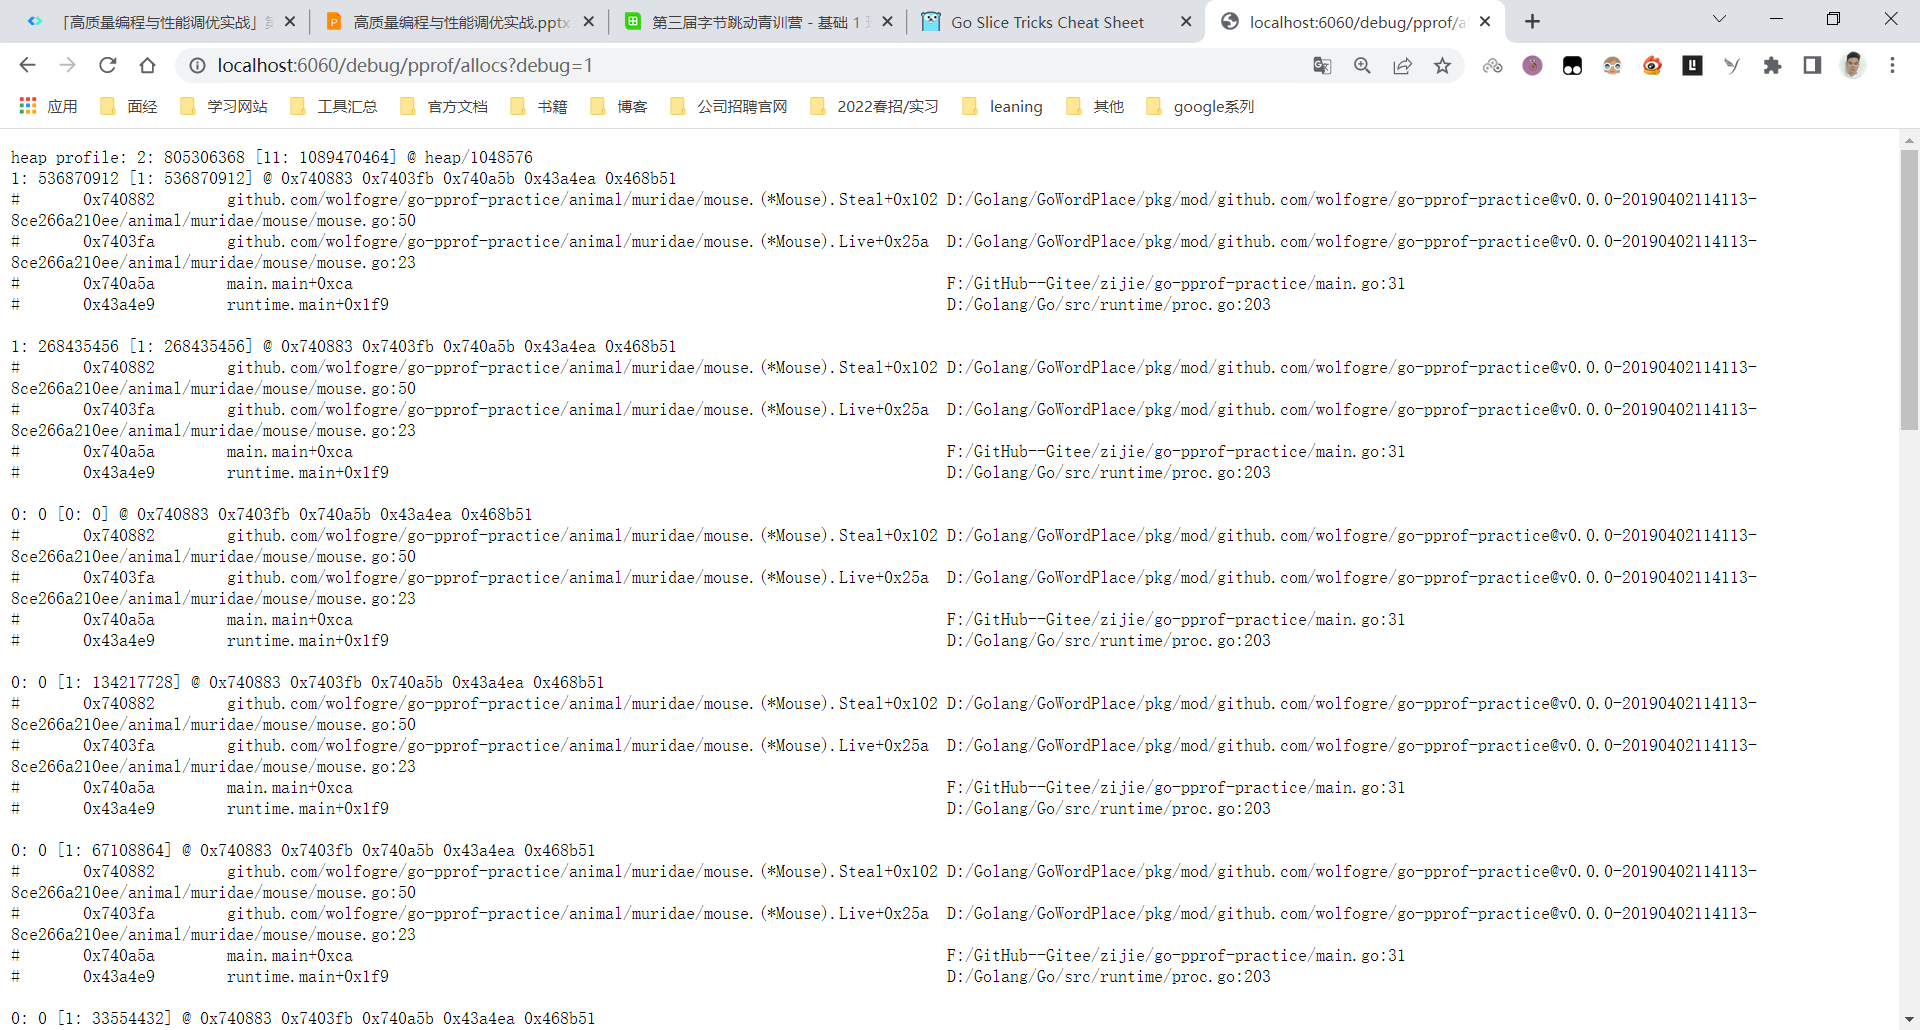 「高质量编程与性能调优实战」
高质量编程与性能调优实战.pptx
第三届字节跳动青训营 - 基础 1
Go Slice Tricks Cheat Sheet
localhost:6060/debug/pprof/a
localhost:6060/debug/pprof/allocs?debug=1
应用 面经 学习网站 工具汇总 官方文档 书籍 博客 公司招聘官网 2022春招/实习 leaning 其他 google系列
heap profile: 2: 805306368 [11: 1089470464] @ heap/1048576
1: 536870912 [1: 536870912] @ 0x740883 0x7403fb 0x740a5b 0x43a4ea 0x468b51
# 0x740882 github.com/wolfogre/go-pprof-practice/animal/muridae/mouse.(*Mouse).Steal+0x102 D:/Golang/GoWordPlace/pkg/mod/github.com/wolfogre/go-pprof-practice@v0.0.0-20190402114113-
8ce266a210ee/animal/muridae/mouse/mouse.go:50
# 0x7403fa github.com/wolfogre/go-pprof-practice/animal/muridae/mouse.(*Mouse).Live+0x25a D:/Golang/GoWordPlace/pkg/mod/github.com/wolfogre/go-pprof-practice@v0.0.0-20190402114113-
8ce266a210ee/animal/muridae/mouse/mouse.go:23
# 0x740a5a main.main+0xca F:/GitHub--Gitee/zijie/go-pprof-practice/main.go:31
# 0x43a4e9 runtime.main+0x1f9 D:/Golang/Go/src/runtime/proc.go:203
1: 268435456 [1: 268435456] @ 0x740883 0x7403fb 0x740a5b 0x43a4ea 0x468b51
# 0x740882 github.com/wolfogre/go-pprof-practice/animal/muridae/mouse.(*Mouse).Steal+0x102 D:/Golang/GoWordPlace/pkg/mod/github.com/wolfogre/go-pprof-practice@v0.0.0-20190402114113-
8ce266a210ee/animal/muridae/mouse/mouse.go:50
# 0x7403fa github.com/wolfogre/go-pprof-practice/animal/muridae/mouse.(*Mouse).Live+0x25a D:/Golang/GoWordPlace/pkg/mod/github.com/wolfogre/go-pprof-practice@v0.0.0-20190402114113-
8ce266a210ee/animal/muridae/mouse/mouse.go:23
# 0x740a5a main.main+0xca F:/GitHub--Gitee/zijie/go-pprof-practice/main.go:31
# 0x43a4e9 runtime.main+0x1f9 D:/Golang/Go/src/runtime/proc.go:203
0: 0 [0: 0] @ 0x740883 0x7403fb 0x740a5b 0x43a4ea 0x468b51
# 0x740882 github.com/wolfogre/go-pprof-practice/animal/muridae/mouse.(*Mouse).Steal+0x102 D:/Golang/GoWordPlace/pkg/mod/github.com/wolfogre/go-pprof-practice@v0.0.0-20190402114113-
8ce266a210ee/animal/muridae/mouse/mouse.go:50
# 0x7403fa github.com/wolfogre/go-pprof-practice/animal/muridae/mouse.(*Mouse).Live+0x25a D:/Golang/GoWordPlace/pkg/mod/github.com/wolfogre/go-pprof-practice@v0.0.0-20190402114113-
8ce266a210ee/animal/muridae/mouse/mouse.go:23
# 0x740a5a main.main+0xca F:/GitHub--Gitee/zijie/go-pprof-practice/main.go:31
# 0x43a4e9 runtime.main+0x1f9 D:/Golang/Go/src/runtime/proc.go:203
0: 0 [1: 134217728] @ 0x740883 0x7403fb 0x740a5b 0x43a4ea 0x468b51
# 0x740882 github.com/wolfogre/go-pprof-practice/animal/muridae/mouse.(*Mouse).Steal+0x102 D:/Golang/GoWordPlace/pkg/mod/github.com/wolfogre/go-pprof-practice@v0.0.0-20190402114113-
8ce266a210ee/animal/muridae/mouse/mouse.go:50
# 0x7403fa github.com/wolfogre/go-pprof-practice/animal/muridae/mouse.(*Mouse).Live+0x25a D:/Golang/GoWordPlace/pkg/mod/github.com/wolfogre/go-pprof-practice@v0.0.0-20190402114113-
8ce266a210ee/animal/muridae/mouse/mouse.go:23
# 0x740a5a main.main+0xca F:/GitHub--Gitee/zijie/go-pprof-practice/main.go:31
# 0x43a4e9 runtime.main+0x1f9 D:/Golang/Go/src/runtime/proc.go:203
0: 0 [1: 67108864] @ 0x740883 0x7403fb 0x740a5b 0x43a4ea 0x468b51
# 0x740882 github.com/wolfogre/go-pprof-practice/animal/muridae/mouse.(*Mouse).Steal+0x102 D:/Golang/GoWordPlace/pkg/mod/github.com/wolfogre/go-pprof-practice@v0.0.0-20190402114113-
8ce266a210ee/animal/muridae/mouse/mouse.go:50
# 0x7403fa github.com/wolfogre/go-pprof-practice/animal/muridae/mouse.(*Mouse).Live+0x25a D:/Golang/GoWordPlace/pkg/mod/github.com/wolfogre/go-pprof-practice@v0.0.0-20190402114113-
8ce266a210ee/animal/muridae/mouse/mouse.go:23
# 0x740a5a main.main+0xca F:/GitHub--Gitee/zijie/go-pprof-practice/main.go:31
# 0x43a4e9 runtime.main+0x1f9 D:/Golang/Go/src/runtime/proc.go:203
0: 0 [1: 33554432] @ 0x740883 0x7403fb 0x740a5b 0x43a4ea 0x468b51